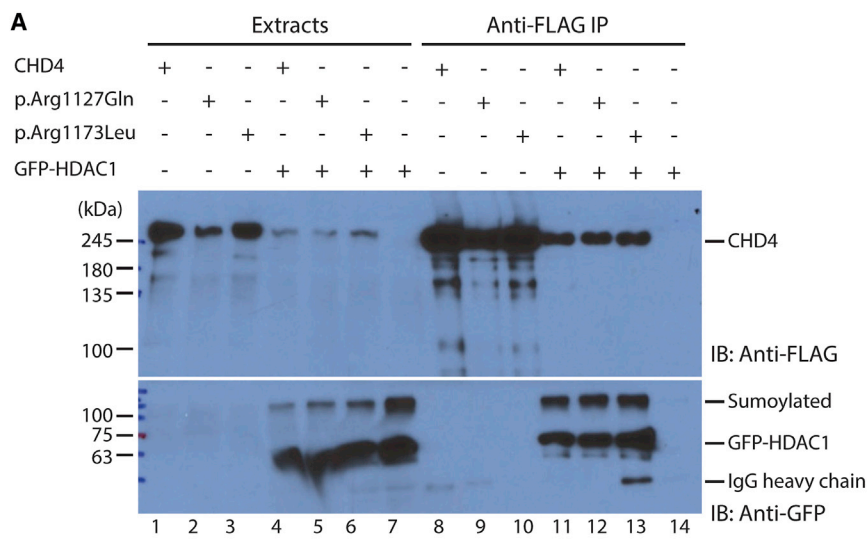 A
Extracts Anti-FLAG IP
CHD4 + - - + - - - + - - + - - -
p.Arg1127Gln - + - - + - - - + - - + - -
p.Arg1173Leu - - + - - + - - - + - - + -
GFP-HDAC1 - - - + + + + - - - + + + +
(kDa)
245
180
135
100
CHD4
IB: Anti-FLAG
100
75
63
Sumoylated
GFP-HDAC1
IgG heavy chain
IB: Anti-GFP
1 2 3 4 5 6 7 8 9 10 11 12 13 14